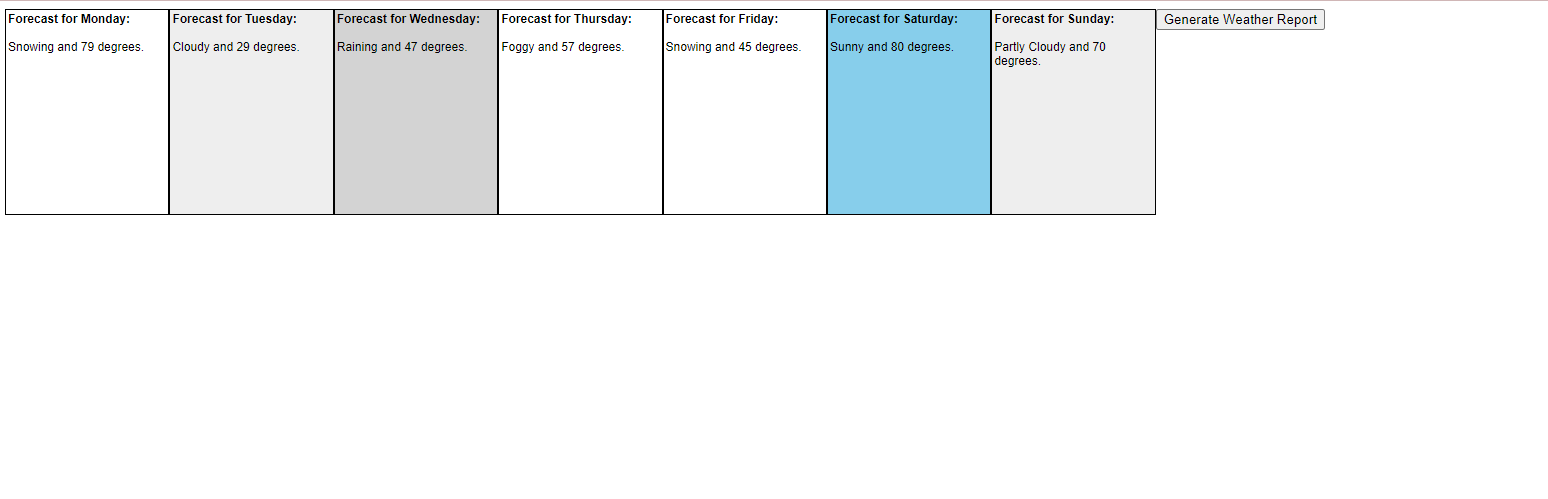 Forecast for Monday:
Snowing and 79 degrees.
Forecast for Tuesday:
Cloudy and 29 degrees.
Forecast for Wednesday:
Raining and 47 degrees.
Forecast for Thursday:
Foggy and 57 degrees.
Forecast for Friday:
Snowing and 45 degrees.
Forecast for Saturday:
Sunny and 80 degrees.
Forecast for Sunday:
Partly Cloudy and 70
degrees.
Generate Weather Report